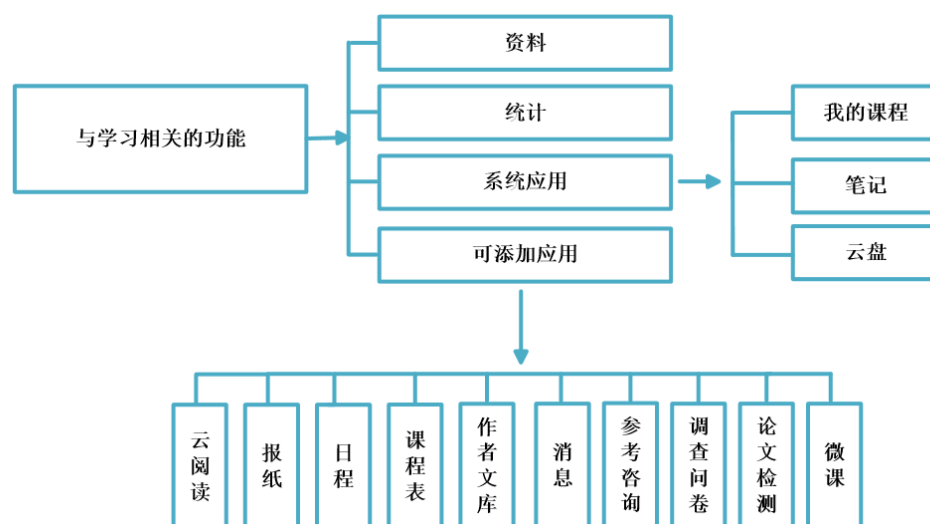 资料
与学习相关的功能
统计
系统应用
可添加应用
我的课程
笔记
云盘
云阅读
报纸
日程
课程表
作者文库
消息
参考咨询
调查问卷
论文检测
微课